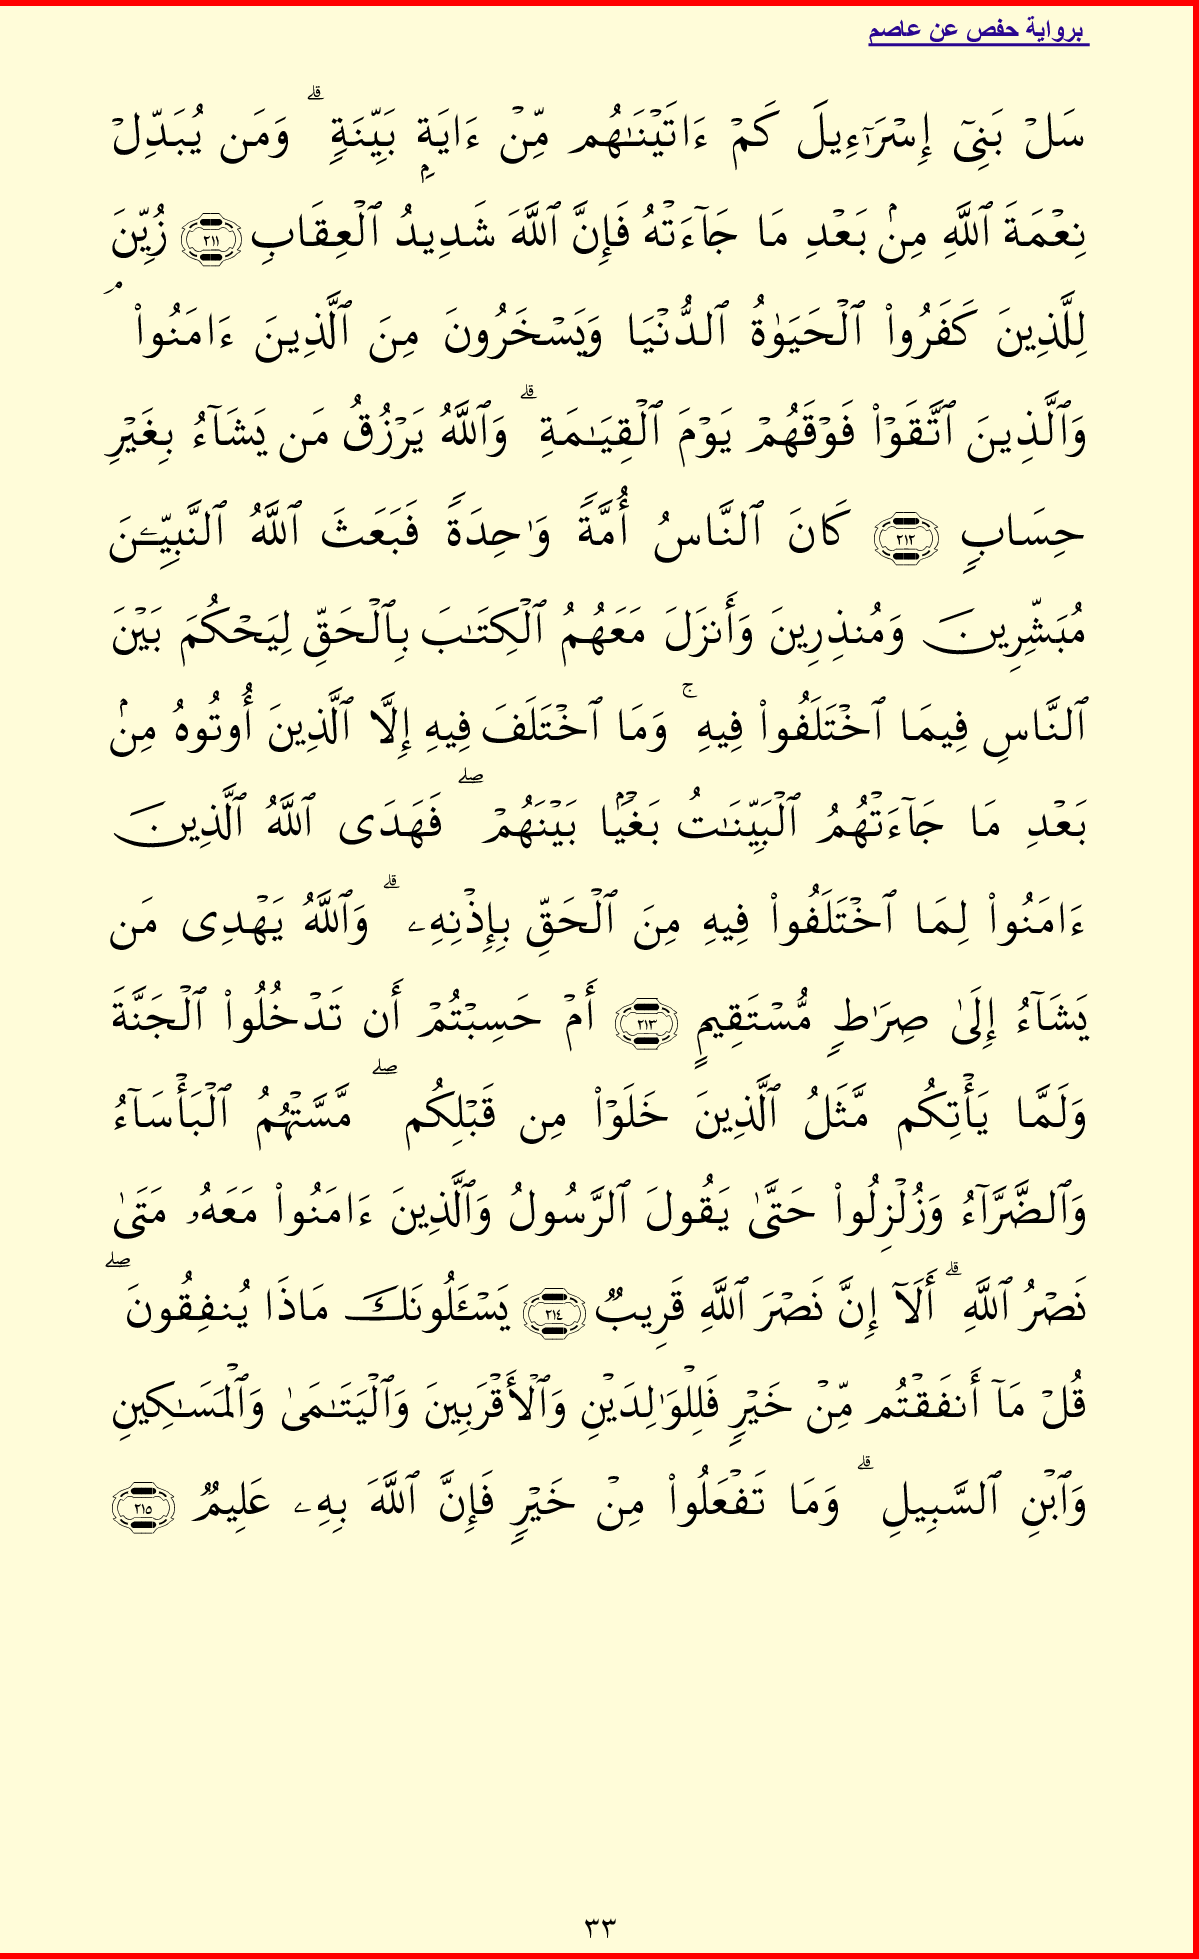 برواية حفص عن عاصم
سَلۡ بَنِيٓ إِسۡرَٰٓءِيلَ كَمۡ ءَاتَيۡنَٰهُم مِّنۡ ءَايَةِۭ بَيِّنَةٖۗ وَمَن يُبَدِّلۡ
نِعۡمَةَ ٱللَّهِ مِنۢ بَعۡدِ مَا جَآءَتۡهُ فَإِنَّ ٱللَّهَ شَدِيدُ ٱلۡعِقَابِ ٢١١ زُيِّنَ
لِلَّذِينَ كَفَرُواْ ٱلۡحَيَوٰةُ ٱلدُّنۡيَا وَيَسۡخَرُونَ مِنَ ٱلَّذِينَ ءَامَنُواْۘ
وَٱلَّذِينَ ٱتَّقَوۡاْ فَوۡقَهُمۡ يَوۡمَ ٱلۡقِيَٰمَةِۗ وَٱللَّهُ يَرۡزُقُ مَن يَشَآءُ بِغَيۡرِ
حِسَابٖ ٢١٢ كَانَ ٱلنَّاسُ أُمَّةٗ وَٰحِدَةٗ فَبَعَثَ ٱللَّهُ ٱلنَّبِيِّـۧنَ
مُبَشِّرِينَ وَمُنذِرِينَ وَأَنزَلَ مَعَهُمُ ٱلۡكِتَٰبَ بِٱلۡحَقِّ لِيَحۡكُمَ بَيۡنَ
ٱلنَّاسِ فِيمَا ٱخۡتَلَفُواْ فِيهِۚ وَمَا ٱخۡتَلَفَ فِيهِ إِلَّا ٱلَّذِينَ أُوتُوهُ مِنۢ
بَعۡدِ مَا جَآءَتۡهُمُ ٱلۡبَيِّنَٰتُ بَغۡيَۢا بَيۡنَهُمۡۖ فَهَدَى ٱللَّهُ ٱلَّذِينَ
ءَامَنُواْ لِمَا ٱخۡتَلَفُواْ فِيهِ مِنَ ٱلۡحَقِّ بِإِذۡنِهِۦۗ وَٱللَّهُ يَهۡدِي مَن
يَشَآءُ إِلَىٰ صِرَٰطٖ مُّسۡتَقِيمٍ ٢١٣ أَمۡ حَسِبۡتُمۡ أَن تَدۡخُلُواْ ٱلۡجَنَّةَ
وَلَمَّا يَأۡتِكُم مَّثَلُ ٱلَّذِينَ خَلَوۡاْ مِن قَبۡلِكُمۖ مَّسَّتۡهُمُ ٱلۡبَأۡسَآءُ
وَٱلضَّرَّآءُ وَزُلۡزِلُواْ حَتَّىٰ يَقُولَ ٱلرَّسُولُ وَٱلَّذِينَ ءَامَنُواْ مَعَهُۥ مَتَىٰ
نَصۡرُ ٱللَّهِۗ أَلَآ إِنَّ نَصۡرَ ٱللَّهِ قَرِيبٞ ٢١٤ يَسۡـَٔلُونَكَ مَاذَا يُنفِقُونَۖ
قُلۡ مَآ أَنفَقۡتُم مِّنۡ خَيۡرٖ فَلِلۡوَٰلِدَيۡنِ وَٱلۡأَقۡرَبِينَ وَٱلۡيَتَٰمَىٰ وَٱلۡمَسَٰكِينِ
وَٱبۡنِ ٱلسَّبِيلِۗ وَمَا تَفۡعَلُواْ مِنۡ خَيۡرٖ فَإِنَّ ٱللَّهَ بِهِۦ عَلِيمٞ ٢١٥
٣٣